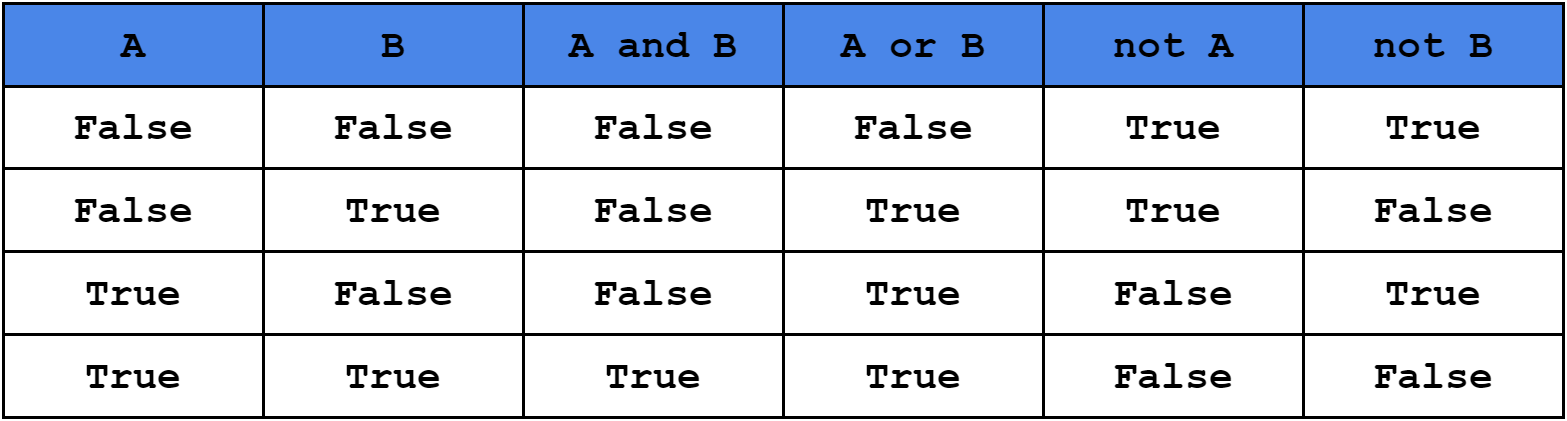 A B A and B A or B not A not B
False False False False True True
False True False True True False
True False False True False True
True True True True False False